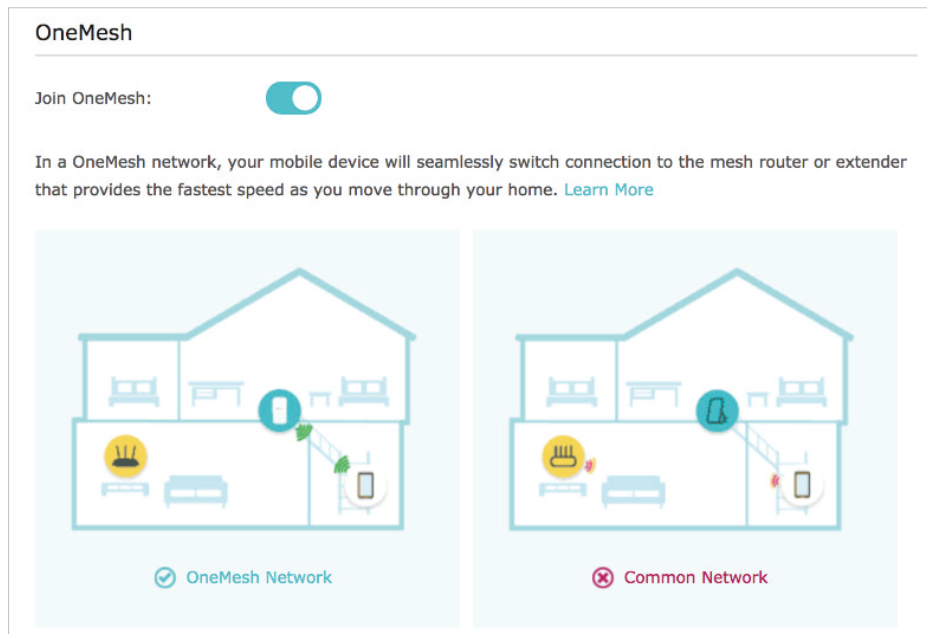 OneMesh
Join OneMesh:
In a OneMesh network, your mobile device will seamlessly switch connection to the mesh router or extender
that provides the fastest speed as you move through your home. Learn More
OneMesh Network
Common Network